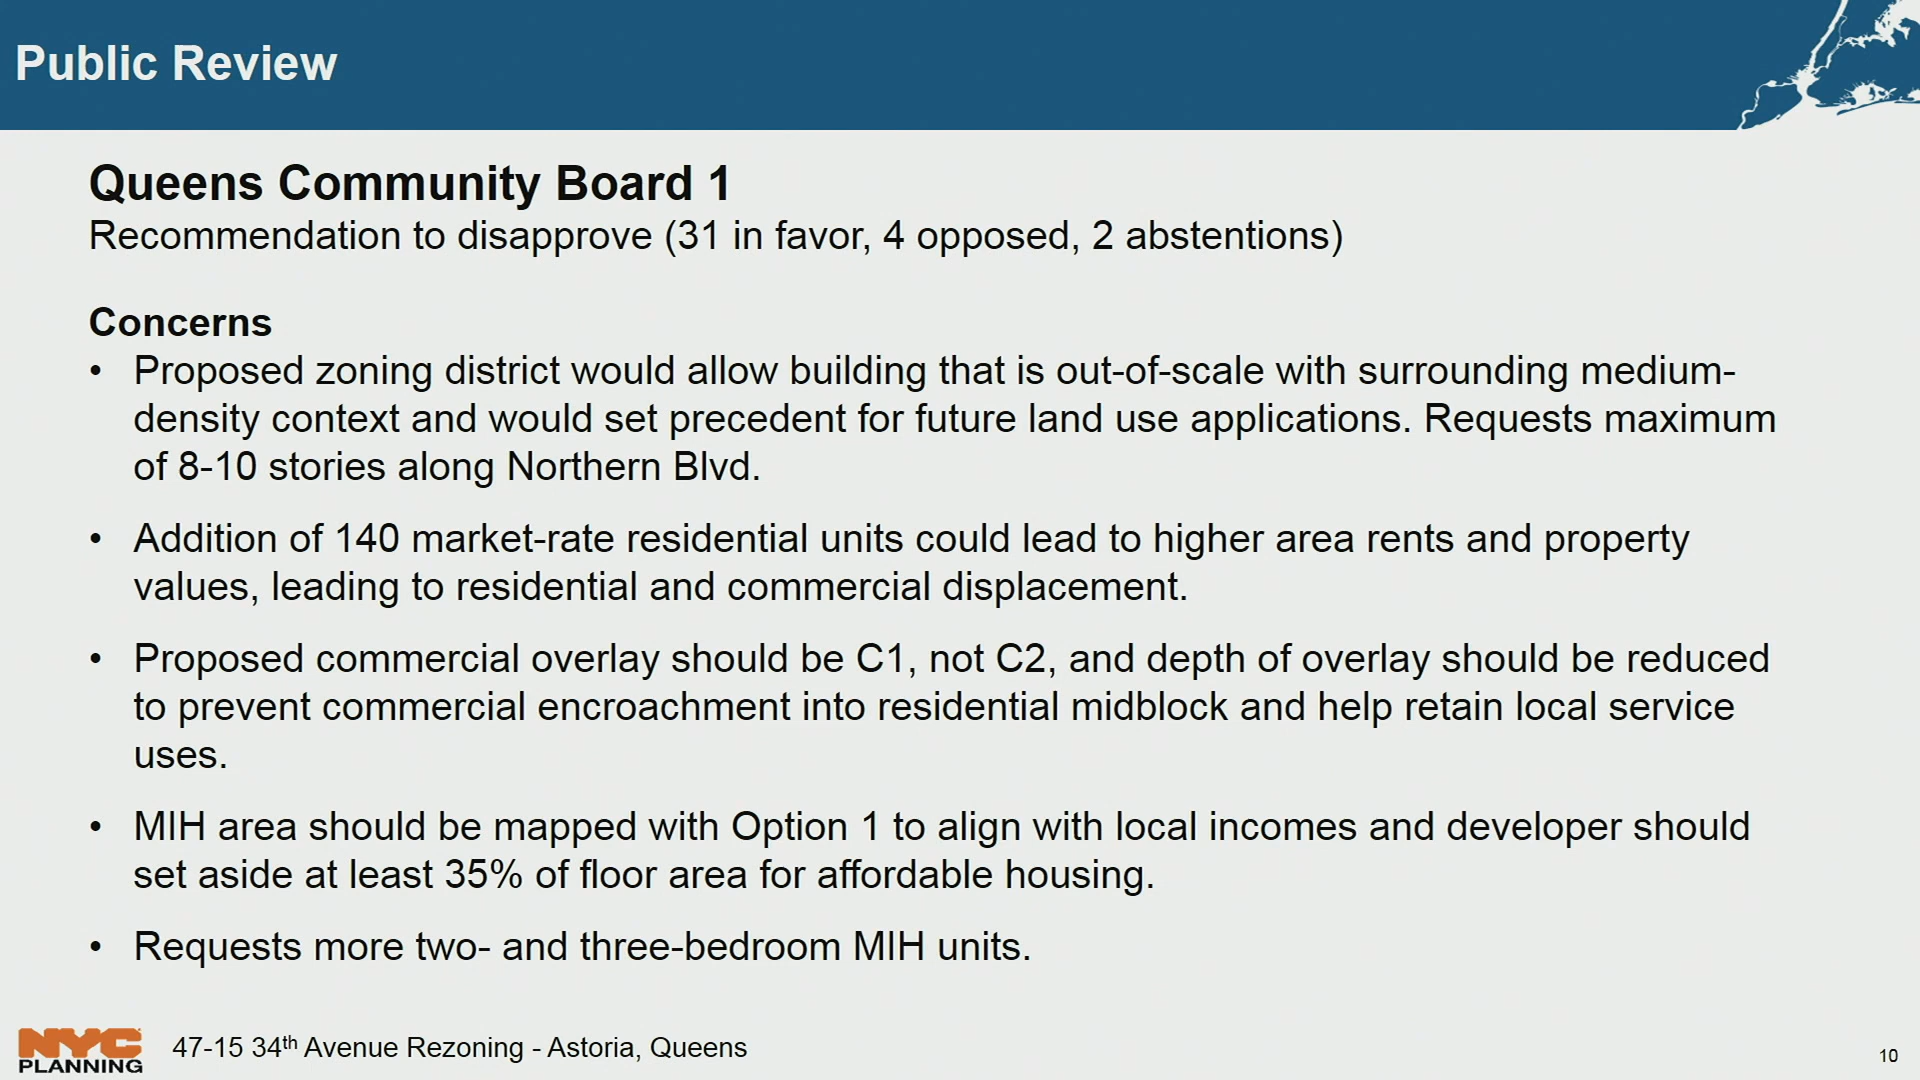 Public Review
Queens Community Board 1
Recommendation to disapprove (31 in favor, 4 opposed, 2 abstentions)
Concerns
• Proposed zoning district would allow building that is out-of-scale with surrounding medium-
density context and would set precedent for future land use applications. Requests maximum
of 8-10 stories along Northern Blvd.
• Addition of 140 market-rate residential units could lead to higher area rents and property
values, leading to residential and commercial displacement.
• Proposed commercial overlay should be C1, not C2, and depth of overlay should be reduced
to prevent commercial encroachment into residential midblock and help retain local service
uses.
• MIH area should be mapped with Option 1 to align with local incomes and developer should
set aside at least 35% of floor area for affordable housing.
• Requests more two- and three-bedroom MIH units.
NYC
PLANNING
47-15 34th Avenue Rezoning - Astoria, Queens
10